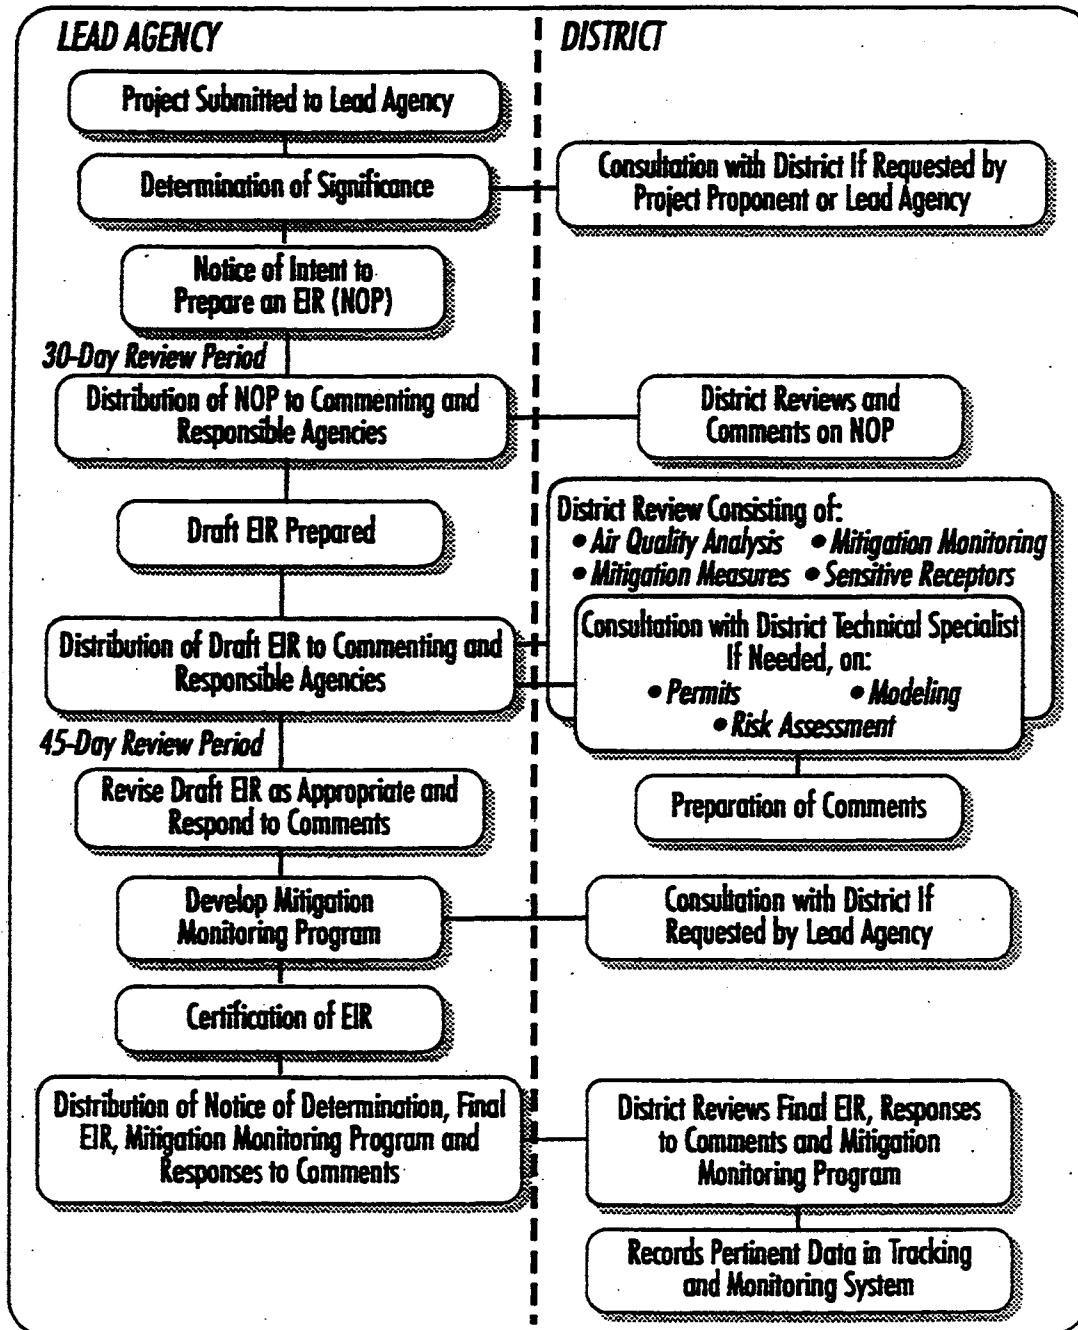 LEAD AGENCY
DISTRICT
Project Submitted to Lead Agency
Determination of Significance
Consultation with District If Requested by
Project Proponent or Lead Agency
Notice of Intent to
Prepare an EIR (NOP)
30-Day Review Period
Distribution of NOP to Commenting and
Responsible Agencies
District Reviews and
Comments on NOP
Draft EIR Prepared
District Review Consisting of:
• Air Quality Analysis • Mitigation Monitoring
• Mitigation Measures • Sensitive Receptors
Distribution of Draft EIR to Commenting and
Responsible Agencies
Consultation with District Technical Specialist
If Needed, on:
• Permits • Modeling
• Risk Assessment
45-Day Review Period
Revise Draft EIR as Appropriate and
Respond to Comments
Preparation of Comments
Develop Mitigation
Monitoring Program
Consultation with District If
Requested by Lead Agency
Certification of EIR
Distribution of Notice of Determination, Final
EIR, Mitigation Monitoring Program and
Responses to Comments
District Reviews Final EIR, Responses
to Comments and Mitigation
Monitoring Program
Records Pertinent Data in Tracking
and Monitoring System